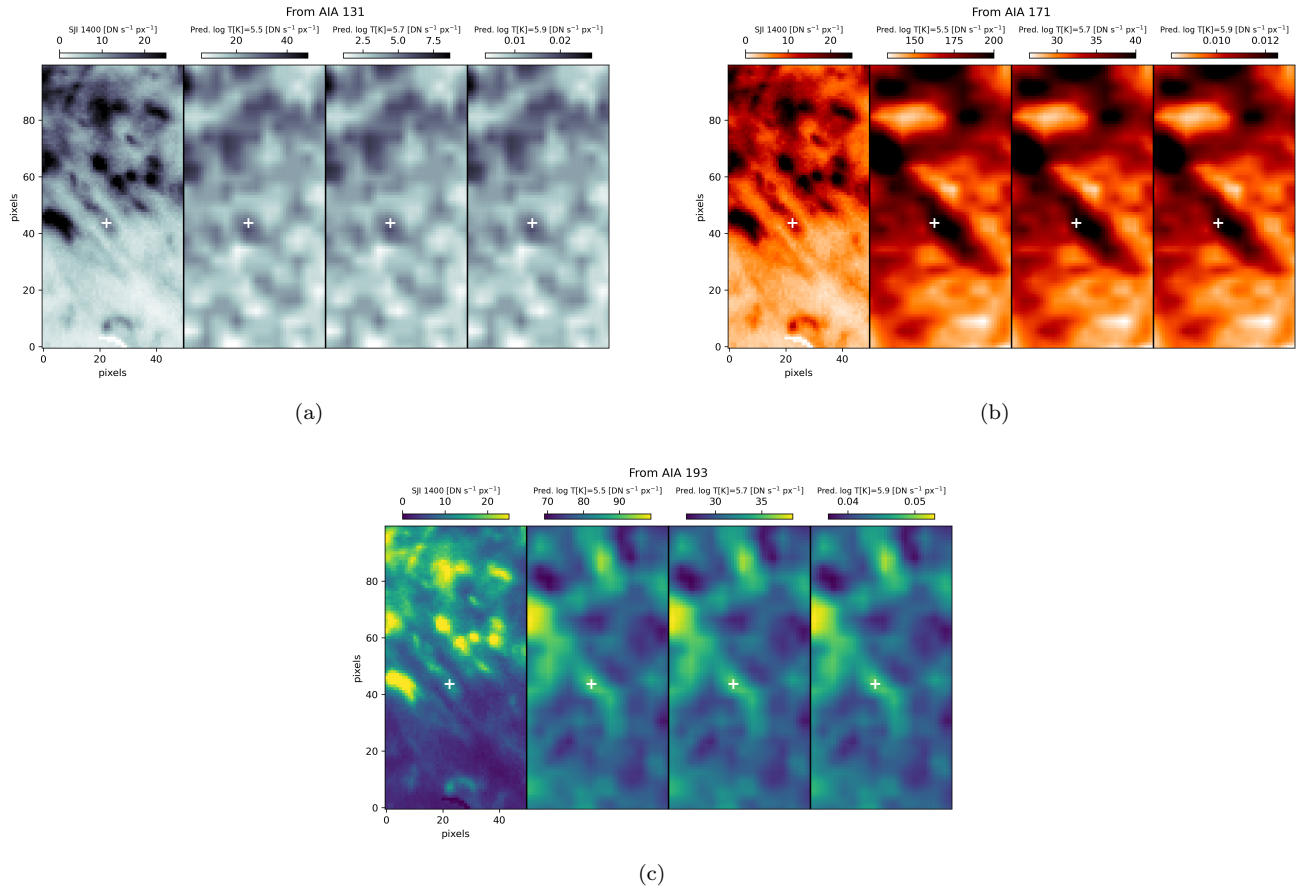 From AIA 131
SJI 1400 [DN s⁻¹ px⁻¹] Pred. log T[K]=5.5 [DN s⁻¹ px⁻¹] Pred. log T[K]=5.7 [DN s⁻¹ px⁻¹] Pred. log T[K]=5.9 [DN s⁻¹ px⁻¹]
0 10 20 20 40 2.5 5.0 7.5 0.01 0.02
80
60
40
20
0
pixels
0 20 40
pixels
(a)
From AIA 171
SJI 1400 [DN s⁻¹ px⁻¹] Pred. log T[K]=5.5 [DN s⁻¹ px⁻¹] Pred. log T[K]=5.7 [DN s⁻¹ px⁻¹] Pred. log T[K]=5.9 [DN s⁻¹ px⁻¹]
0 10 20 150 175 200 30 35 40 0.010 0.012
80
60
40
20
0
pixels
0 20 40
pixels
(b)
From AIA 193
SJI 1400 [DN s⁻¹ px⁻¹] Pred. log T[K]=5.5 [DN s⁻¹ px⁻¹] Pred. log T[K]=5.7 [DN s⁻¹ px⁻¹] Pred. log T[K]=5.9 [DN s⁻¹ px⁻¹]
0 10 20 70 80 90 30 35 0.04 0.05
80
60
40
20
0
pixels
0 20 40
pixels
(c)